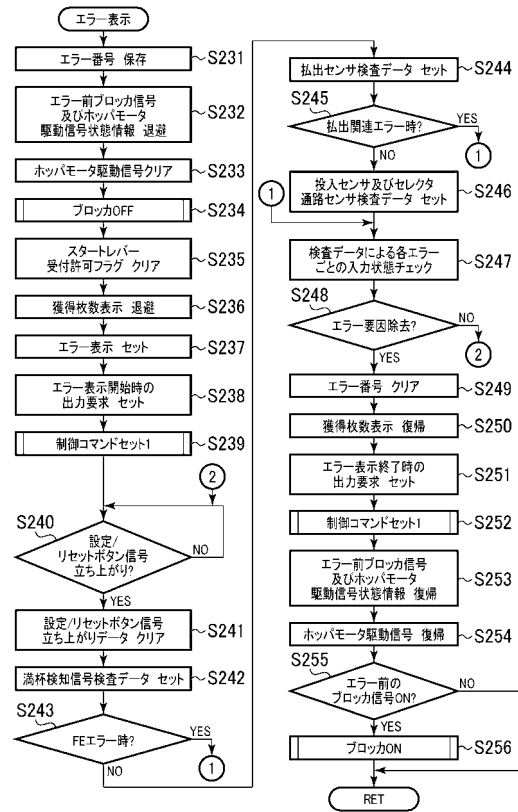 エラー表示
エラー番号 保存
S231
エラー前ブロッカ信号
及びホッパモータ
駆動信号状態情報 退避
S232
ホッパモータ駆動信号クリア
S233
ブロッカOFF
S234
スタートレバー
受付許可フラグ クリア
S235
獲得枚数表示 退避
S236
エラー表示 セット
S237
エラー表示開始時の
出力要求 セット
S238
制御コマンドセット1
S239
2
S240
設定/
リセットボタン信号
立ち上がり?
NO
YES
設定/リセットボタン信号
立ち上がりデータ クリア
S241
満杯検知信号検査データ セット
S242
S243
FEエラー時?
YES
1
NO
払出センサ検査データ セット
S244
S245
払出関連エラー時?
YES
1
NO
1
投入センサ及びセレクタ
通路センサ検査データ セット
S246
検査データによる各エラー
ごとの入力状態チェック
S247
S248
エラー要因除去?
NO
2
YES
エラー番号 クリア
S249
獲得枚数表示 復帰
S250
エラー表示終了時の
出力要求 セット
S251
制御コマンドセット1
S252
エラー前ブロッカ信号
及びホッパモータ
駆動信号状態情報 復帰
S253
ホッパモータ駆動信号 復帰
S254
S255
エラー前の
ブロッカ信号ON?
NO
YES
ブロッカON
S256
RET